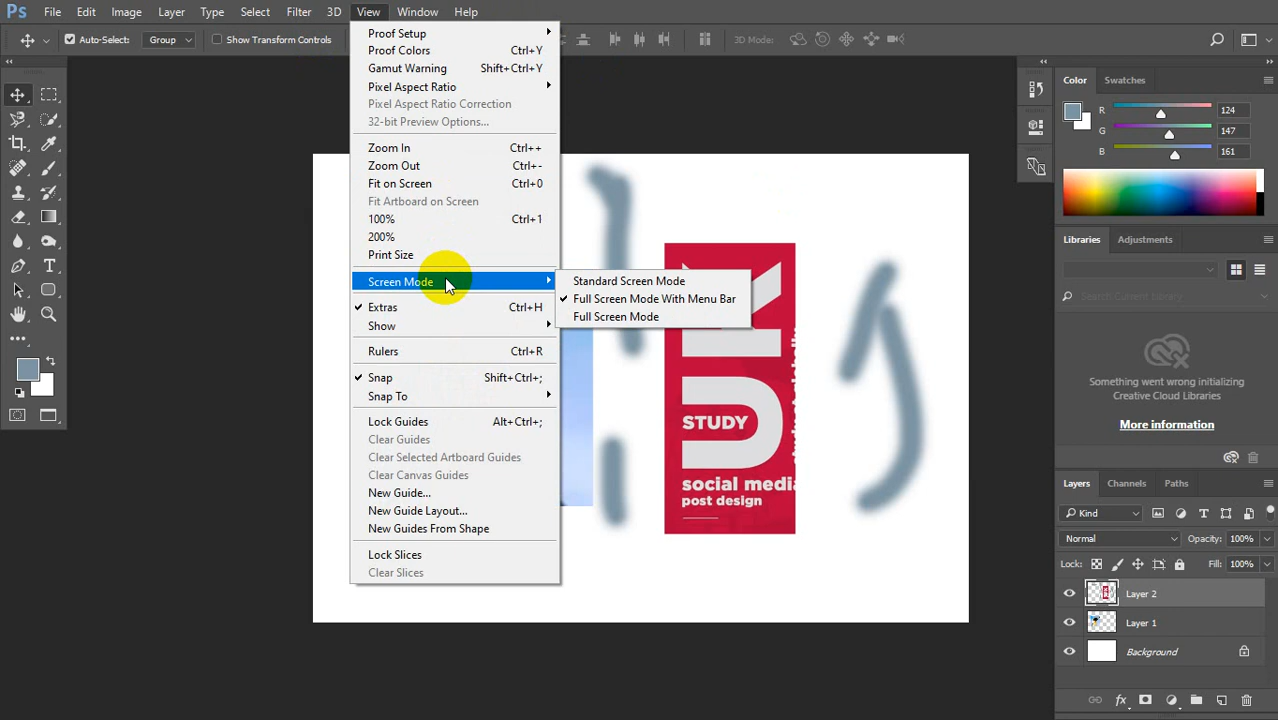 Ps File Edit Image Layer Type Select Filter 3D View Window Help
Auto-Select: Group Show Transform Controls 3D Mode:
Proof Setup
Proof Colors Ctrl+Y
Gamut Warning Shift+Ctrl+Y
Pixel Aspect Ratio
Pixel Aspect Ratio Correction
32-bit Preview Options...
Zoom In Ctrl++
Zoom Out Ctrl+-
Fit on Screen Ctrl+0
Fit Artboard on Screen
100% Ctrl+1
200%
Print Size
Screen Mode
Extras Ctrl+H
Show
Rulers Ctrl+R
Snap Shift+Ctrl+;
Snap To
Lock Guides Alt+Ctrl+;
Clear Guides
Clear Selected Artboard Guides
Clear Canvas Guides
New Guide...
New Guide Layout...
New Guides From Shape
Lock Slices
Clear Slices
Standard Screen Mode
Full Screen Mode With Menu Bar
Full Screen Mode
UK
STUDY
social media
post design
Color Swatches
R 124
G 147
B 161
Libraries Adjustments
Search Current Library
Something went wrong initializing
Creative Cloud Libraries
More information
Layers Channels Paths
Kind
Normal Opacity: 100%
Lock: Fill: 100%
Layer 2
Layer 1
Background
fx